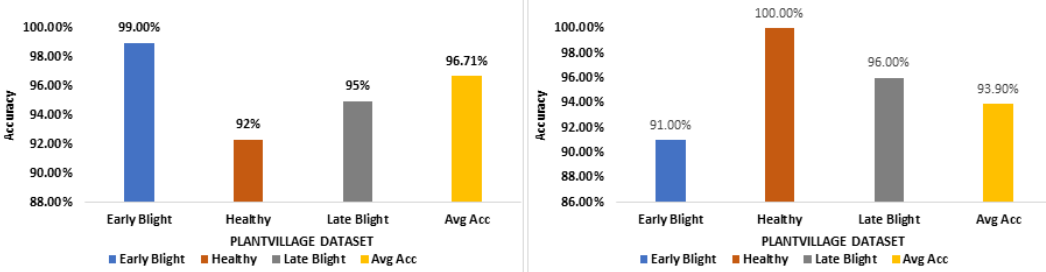 100.00%
98.00%
96.00%
94.00%
92.00%
90.00%
88.00%
Accuracy
99.00%
92%
95%
96.71%
Early Blight Healthy Late Blight Avg Acc
PLANTVILLAGE DATASET
Early Blight Healthy Late Blight Avg Acc
100.00%
98.00%
96.00%
94.00%
92.00%
90.00%
88.00%
86.00%
Accuracy
91.00%
100.00%
96.00%
93.90%
Early Blight Healthy Late Blight Avg Acc
PLANTVILLAGE DATASET
Early Blight Healthy Late Blight Avg Acc